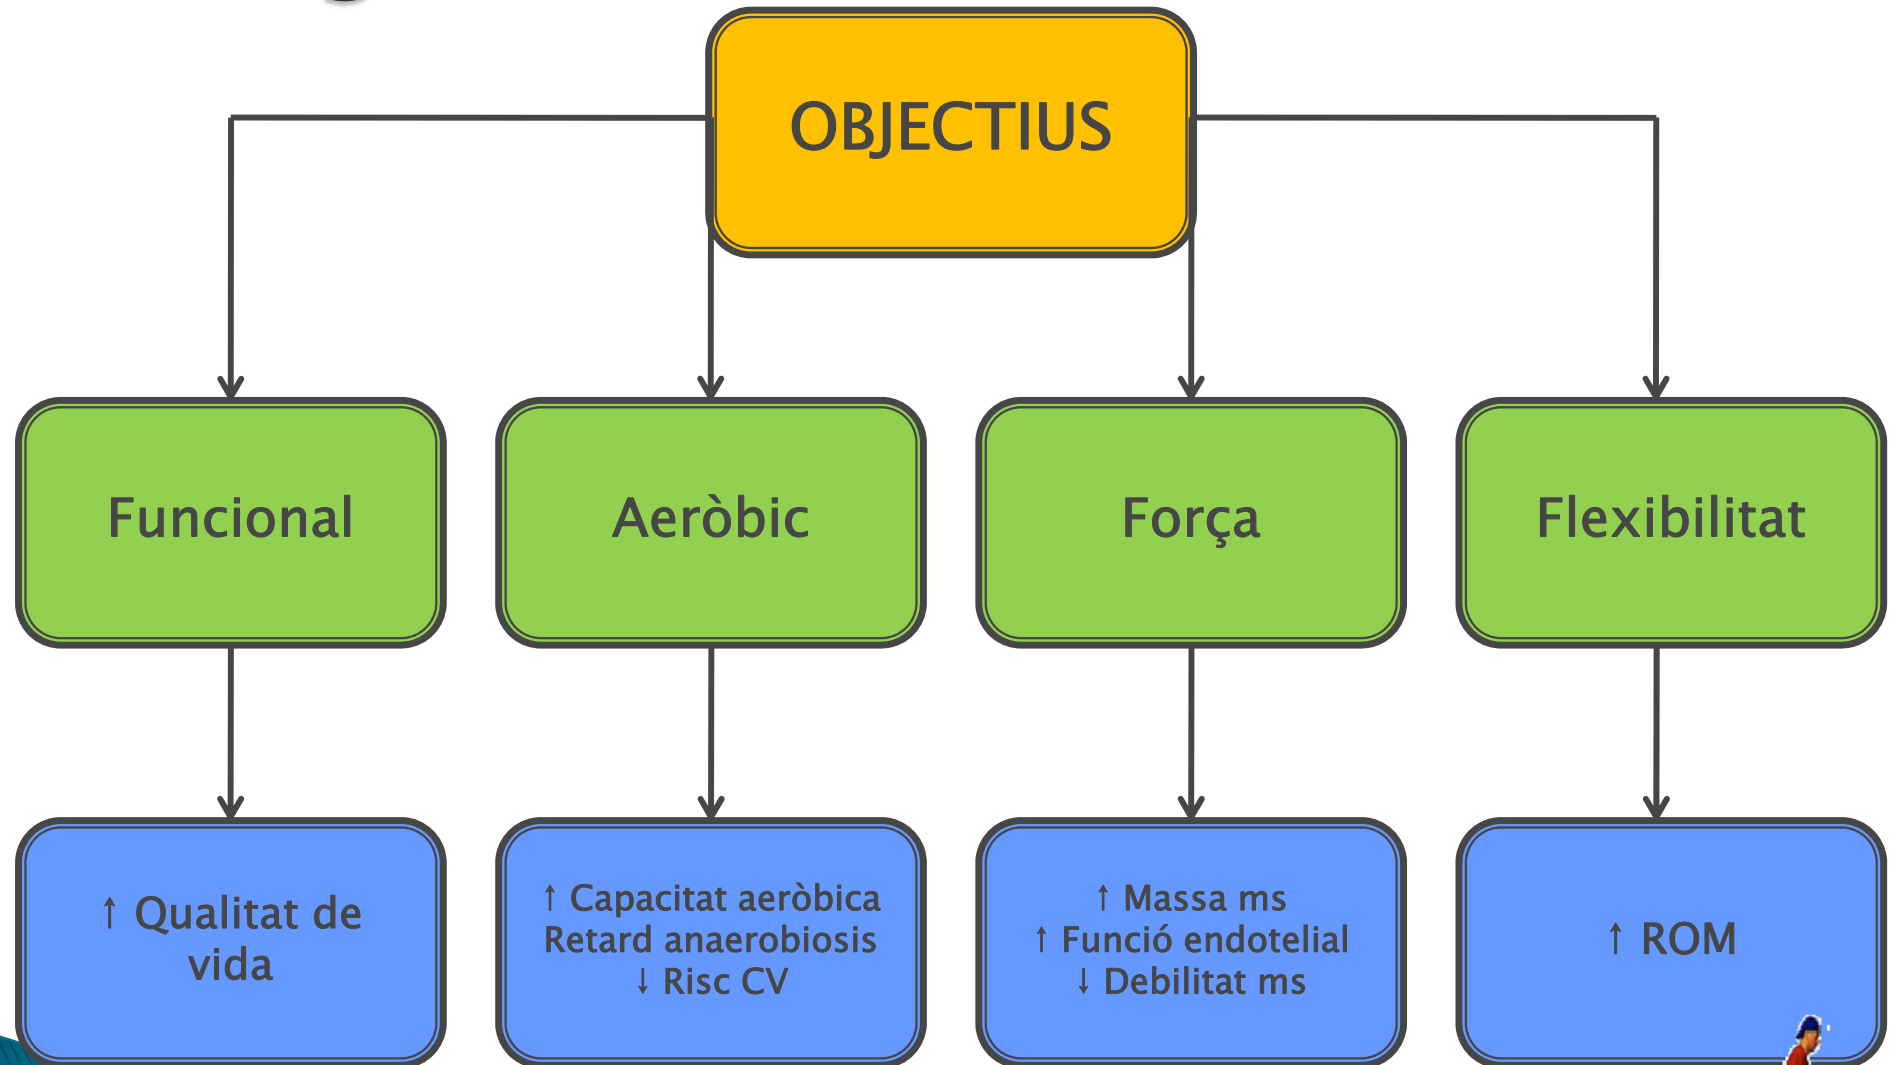 OBJECTIUS
Funcional
Aeròbic
Força
Flexibilitat
↑ Qualitat de
vida
↑ Capacitat aeròbica
Retard anaerobiosis
↓ Risc CV
↑ Massa ms
↑ Funció endotelial
↓ Debilitat ms
↑ ROM